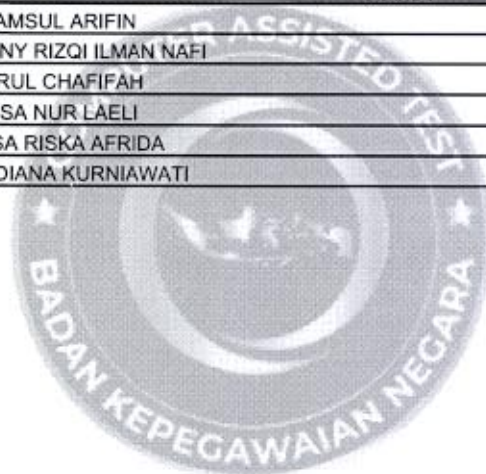 AMSUL ARIFIN
NY RIZQI ILMAN NAFI
RUL CHAFIFAH
SA NUR LAELI
SA RISKA AFRIDA
DIANA KURNIAWATI
ASSISTED TEST
BADAN KEPEGAWAIAN NEGARA